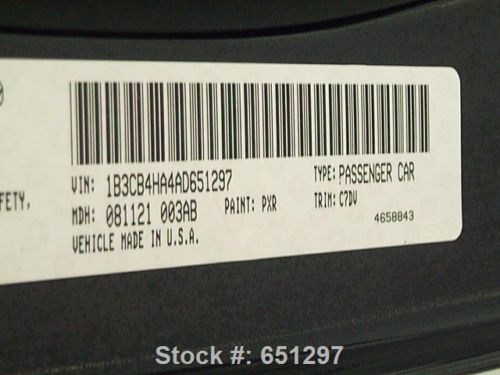 VIN: 1B3CB4HA4AD651297 TYPE: PASSENGER CAR
FETY. MDH: 081121 003AB PAINT: PXR TRIM: C7DV
VEHICLE MADE IN U.S.A. 4658843
Stock #: 651297